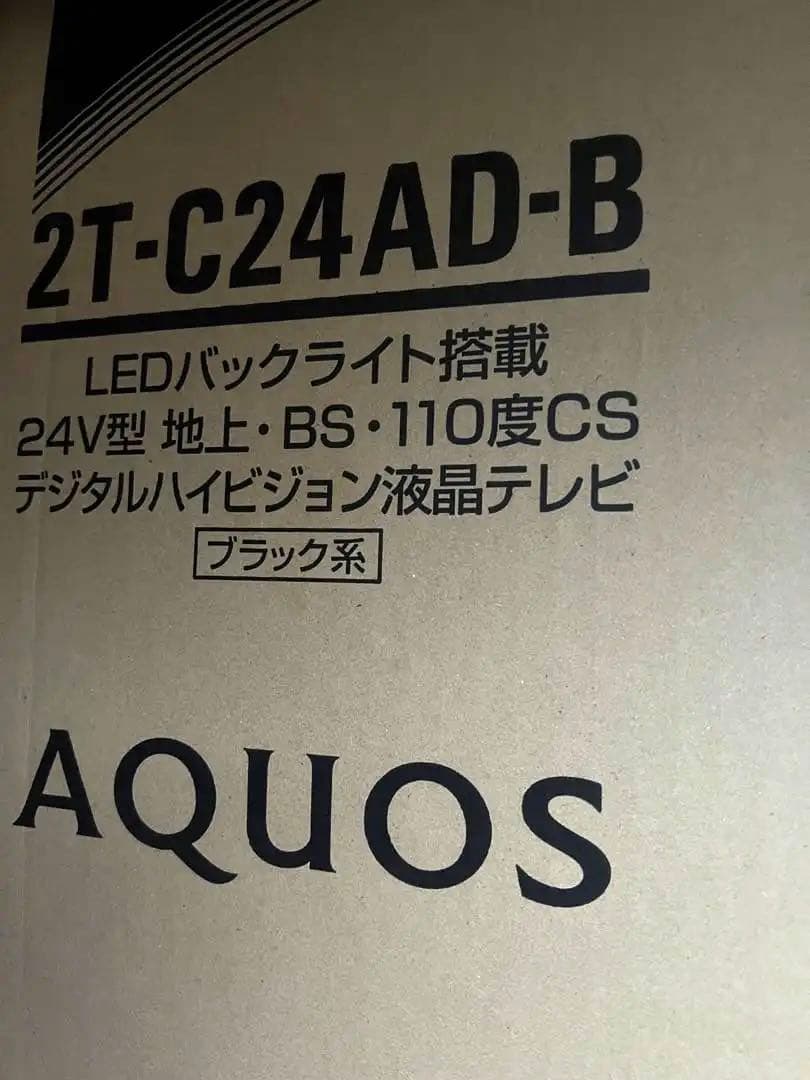 2T-C24AD-B
LEDバックライト搭載
24V型 地上・BS・110度CS
デジタルハイビジョン液晶テレビ
ブラック系
AQUOS